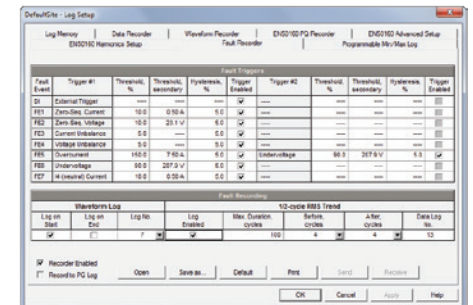 DefaultSite - Log Setup
Log Memory Data Recorder Waveform Recorder EN50160 PQ Recorder EN50160 Advanced Setup
EN50160 Harmonics Setup Fault Recorder Programmable Min/Max Log
Fault Triggers
Fault Event Trigger #1 Threshold, % Threshold, secondary Hysteresis, % Trigger Enabled Trigger #2 Threshold, % Threshold, secondary Hysteresis, % Trigger Enabled
DI External Trigger ---- ---- ---- ---- ---- ---- ----
FE1 Zero-Seq. Current 10.0 0.50 A 5.0 ---- ---- ---- ----
FE2 Zero-Seq. Voltage 10.0 23.1 V 5.0 ---- ---- ---- ----
FE3 Current Unbalance 5.0 ---- 5.0 ---- ---- ---- ----
FE4 Voltage Unbalance 5.0 ---- 5.0 ---- ---- ---- ----
FE5 Overcurrent 150.0 7.50 A 5.0 Undervoltage 90.0 207.9 V 5.0
FE6 Undervoltage 90.0 207.9 V 5.0 ---- ---- ---- ----
FE7 Hi (neutral) Current 10.0 0.50 A 5.0 ---- ---- ---- ----
Fault Recording
Waveform Log 1/2-cycle RMS Trend
Log on Start Log on End Log No. Log Enabled Max. Duration, cycles Before, cycles After, cycles Data Log No.
7 4 4 15
Recorder Enabled
Record to PQ Log Open Save as... Default Print Send Receive
OK Cancel Apply Help